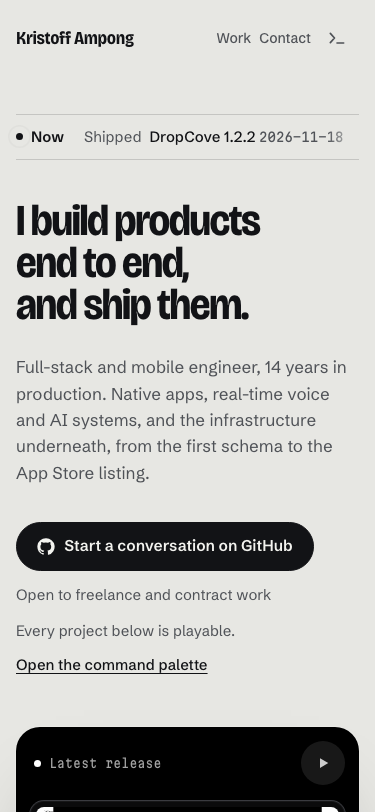 Kristoff Ampong
Work Contact
Now Shipped DropCove 1.2.2 2026-11-18
I build products
end to end,
and ship them.
Full-stack and mobile engineer, 14 years in
production. Native apps, real-time voice
and AI systems, and the infrastructure
underneath, from the first schema to the
App Store listing.
Start a conversation on GitHub
Open to freelance and contract work
Every project below is playable.
Open the command palette
Latest release